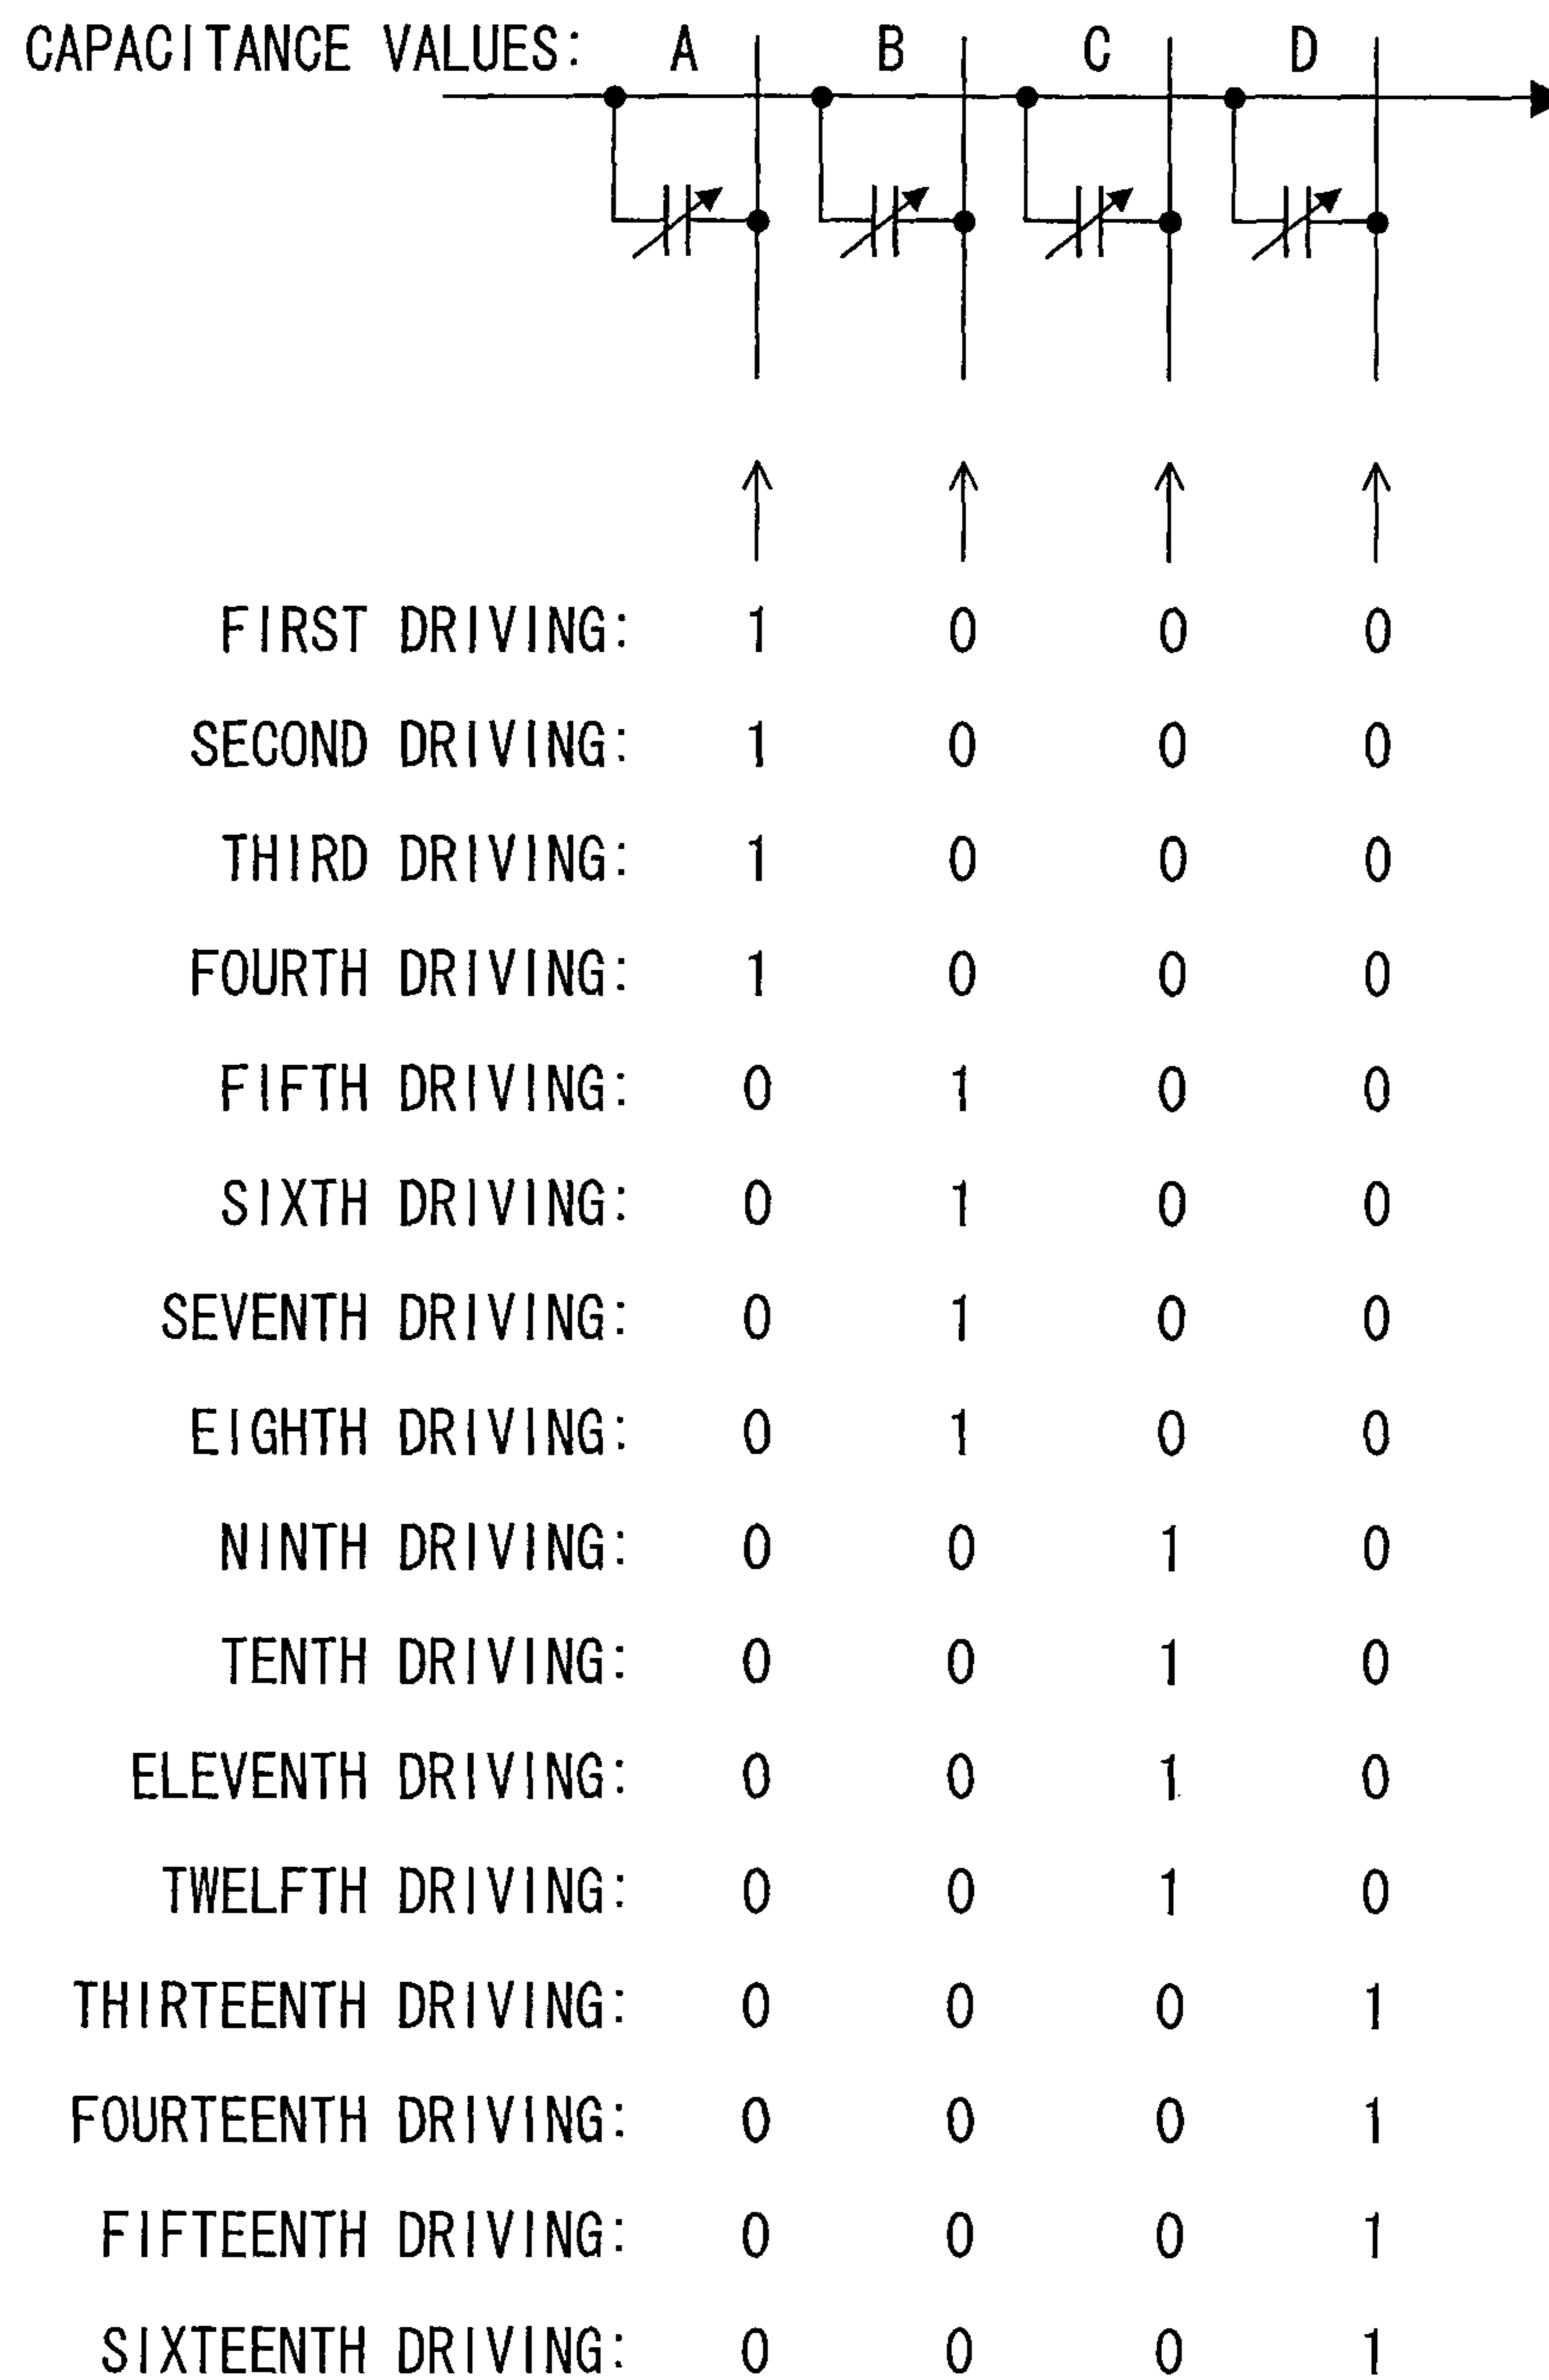 CAPACITANCE VALUES: A B C D
FIRST DRIVING: 1 0 0 0
SECOND DRIVING: 1 0 0 0
THIRD DRIVING: 1 0 0 0
FOURTH DRIVING: 1 0 0 0
FIFTH DRIVING: 0 1 0 0
SIXTH DRIVING: 0 1 0 0
SEVENTH DRIVING: 0 1 0 0
EIGHTH DRIVING: 0 1 0 0
NINTH DRIVING: 0 0 1 0
TENTH DRIVING: 0 0 1 0
ELEVENTH DRIVING: 0 0 1 0
TWELFTH DRIVING: 0 0 1 0
THIRTEENTH DRIVING: 0 0 0 1
FOURTEENTH DRIVING: 0 0 0 1
FIFTEENTH DRIVING: 0 0 0 1
SIXTEENTH DRIVING: 0 0 0 1